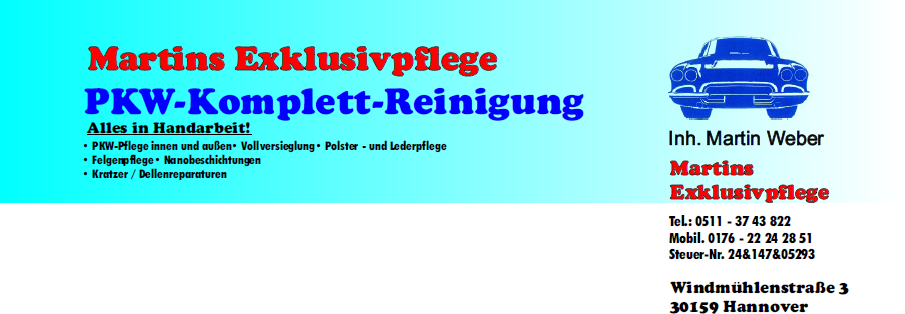 Martins Exklusivpflege
PKW-Komplett-Reinigung
Alles in Handarbeit!
• PKW-Pflege innen und außen • Vollversieglung • Polster - und Lederpflege
• Felgenpflege • Nanobeschichtungen
• Kratzer / Dellenreparaturen
Inh. Martin Weber
Martins
Exklusivpflege
Tel.: 0511 - 37 43 822
Mobil. 0176 - 22 24 28 51
Steuer-Nr. 24&147&05293
Windmühlenstraße 3
30159 Hannover